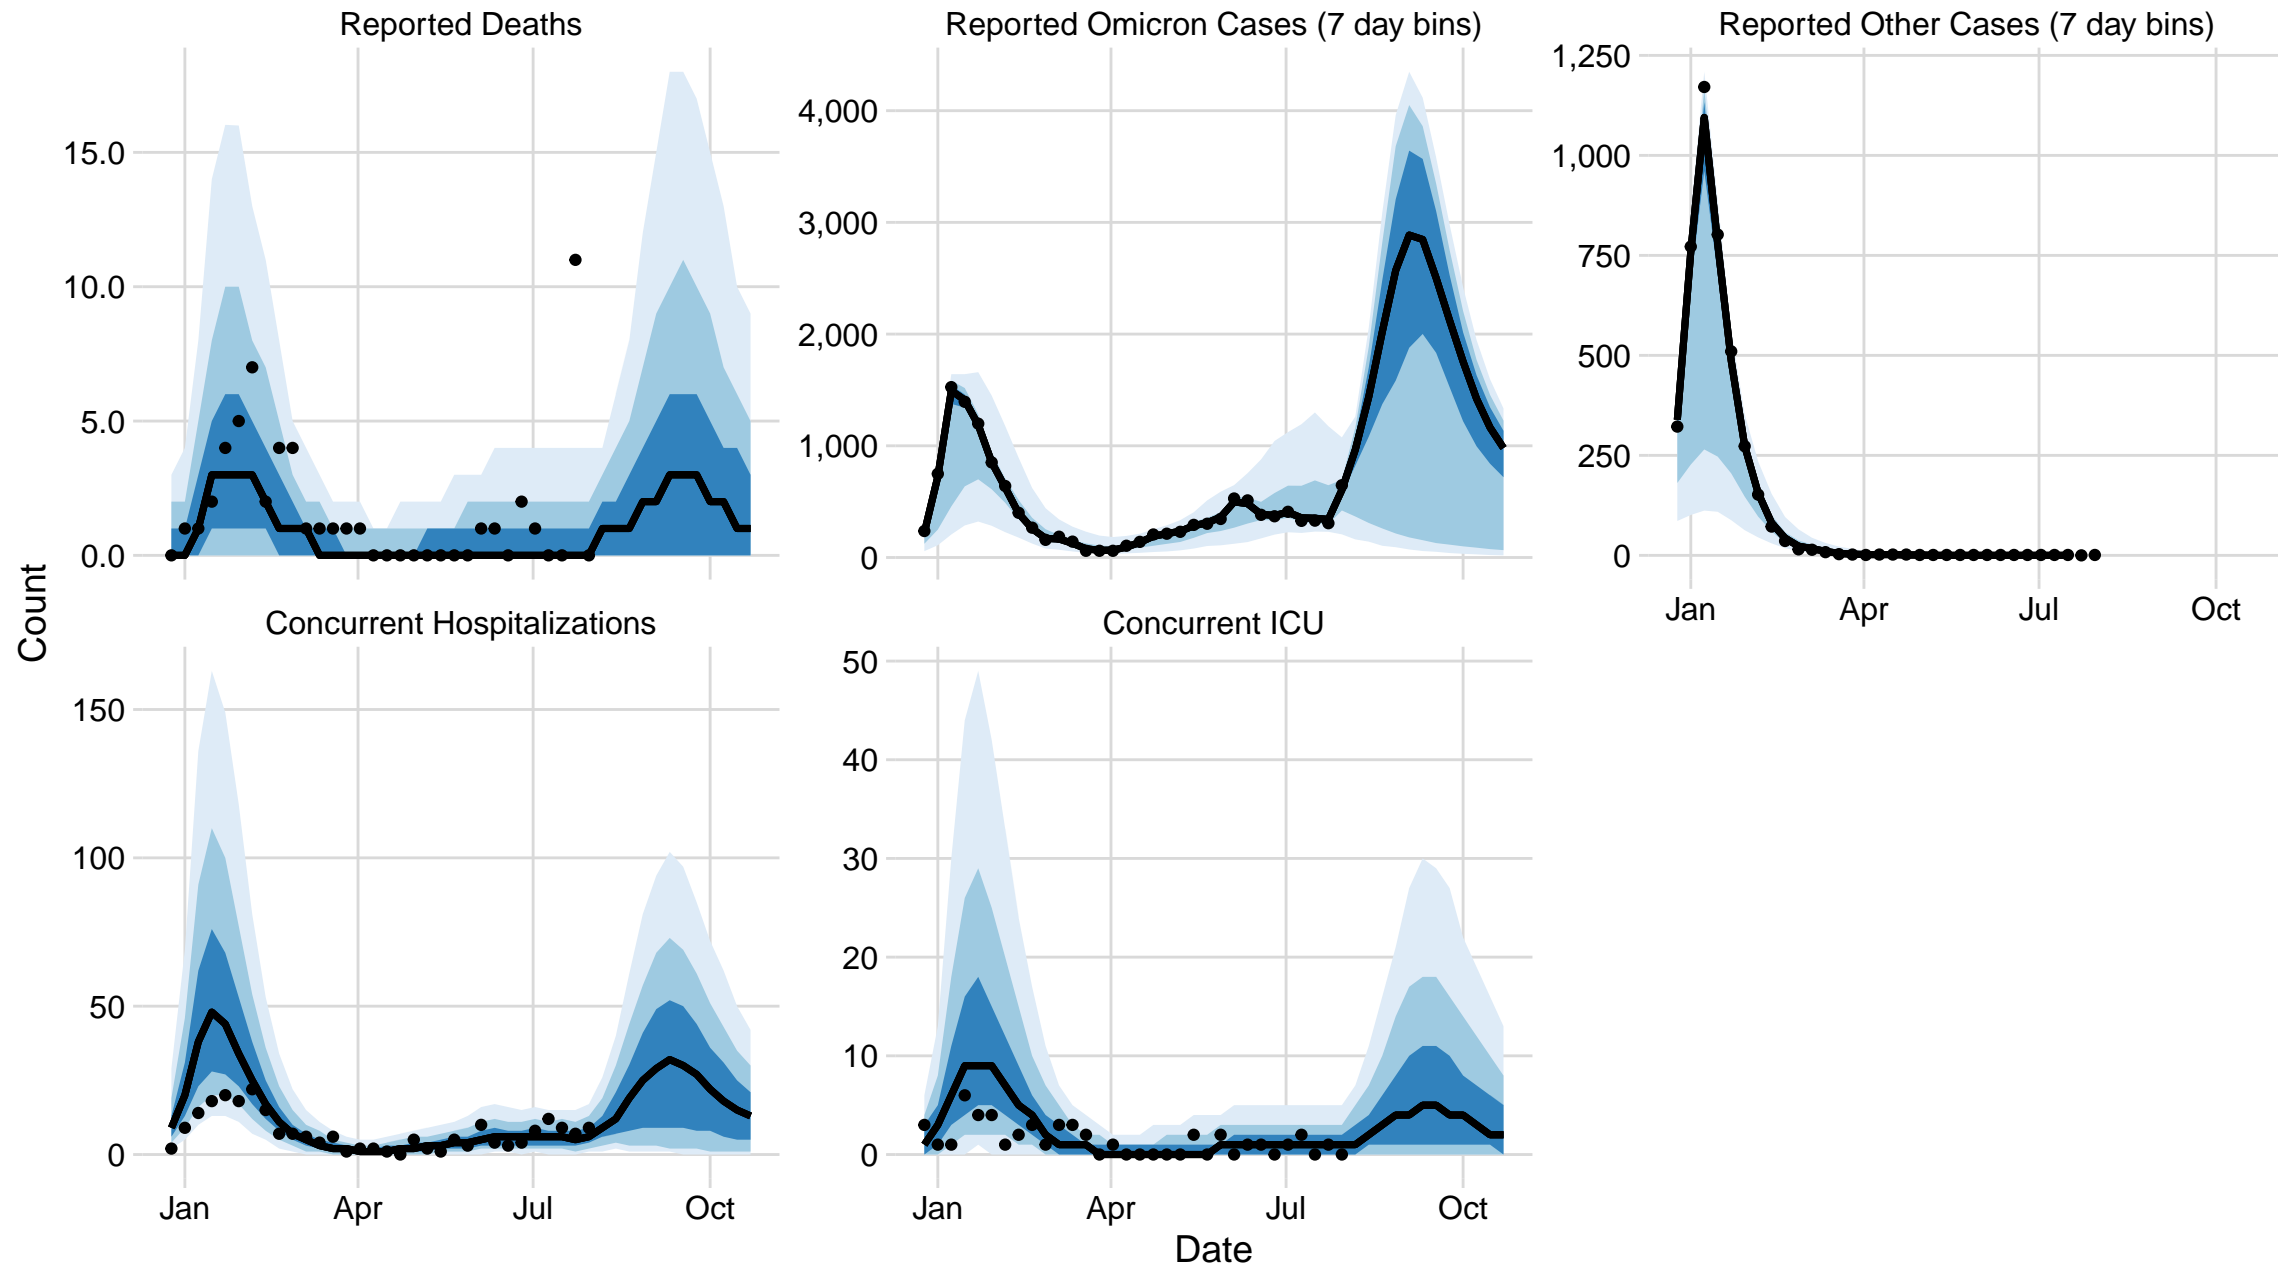 Reported Deaths
Reported Omicron Cases (7 day bins)
Reported Other Cases (7 day bins)
15.0
10.0
5.0
0.0
4,000
3,000
2,000
1,000
0
1,250
1,000
750
500
250
0
Jan Apr Jul Oct
Count
Concurrent Hospitalizations
Concurrent ICU
150
100
50
0
50
40
30
20
10
0
Jan Apr Jul Oct
Jan Apr Jul Oct
Date